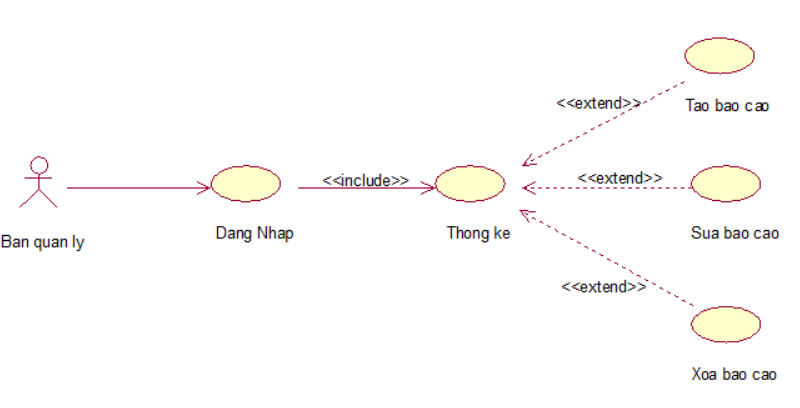 <<extend>>
Tao bao cao
<<include>>
<<extend>>
Ban quan ly
Dang Nhap
Thong ke
Sua bao cao
<<extend>>
Xoa bao cao